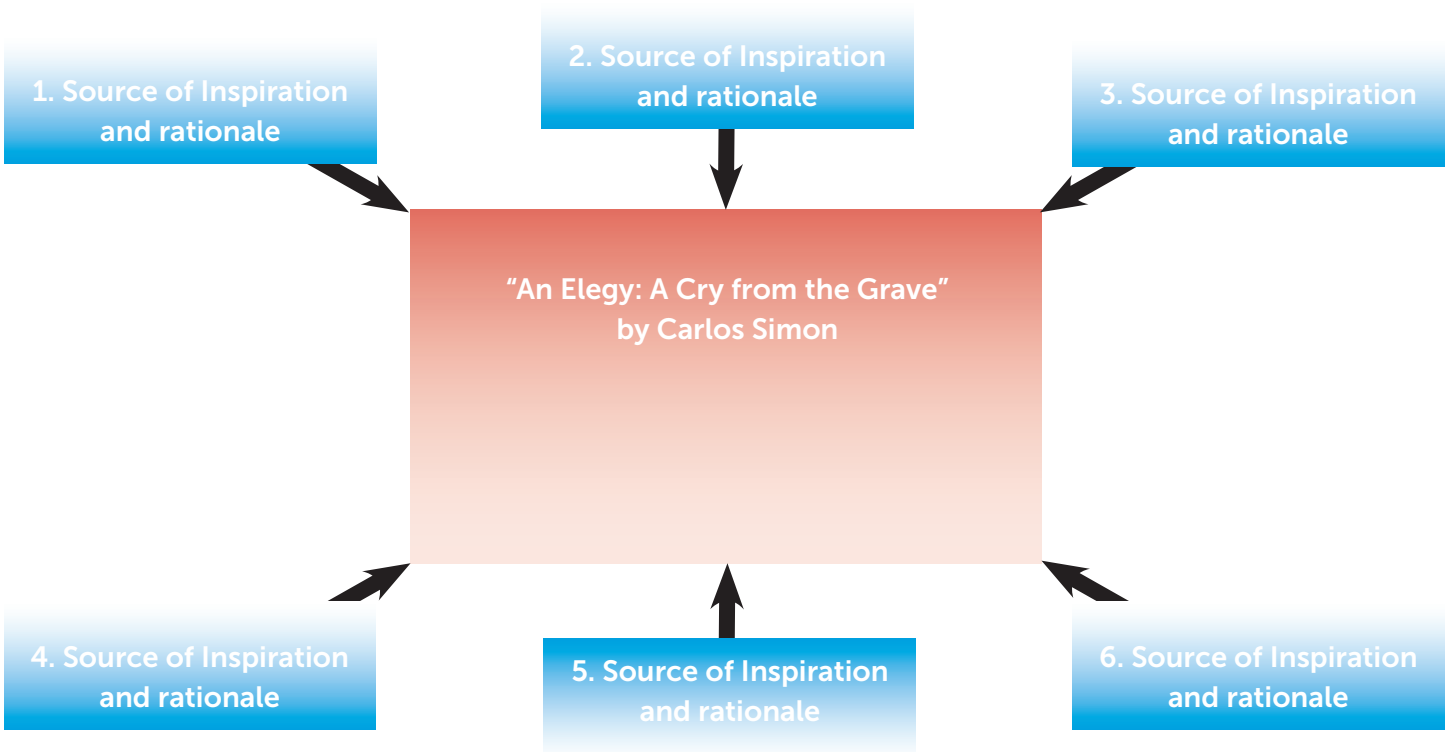 1. Source of Inspiration
and rationale
2. Source of Inspiration
and rationale
3. Source of Inspiration
and rationale
“An Elegy: A Cry from the Grave”
by Carlos Simon
4. Source of Inspiration
and rationale
5. Source of Inspiration
and rationale
6. Source of Inspiration
and rationale